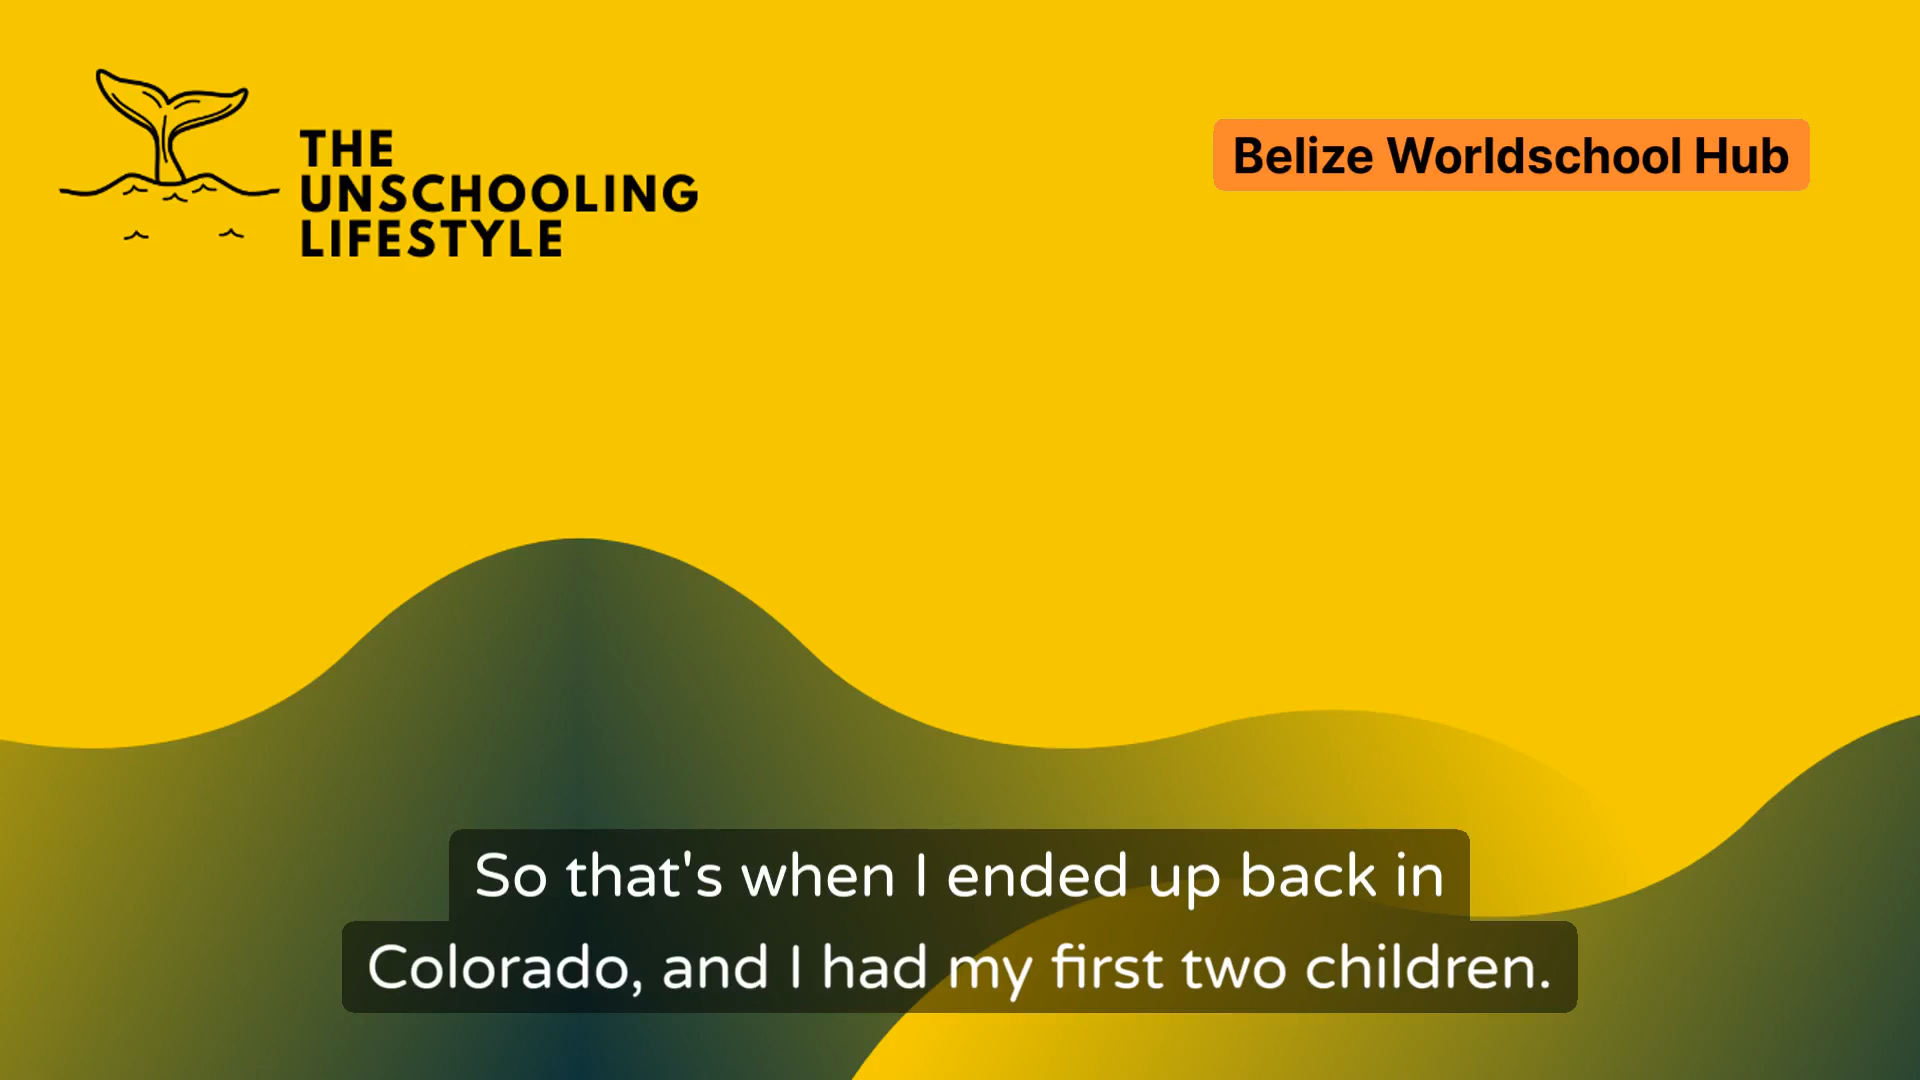 THE
UNSCHOOLING
LIFESTYLE
Belize Worldschool Hub
So that's when I ended up back in
Colorado, and I had my first two children.